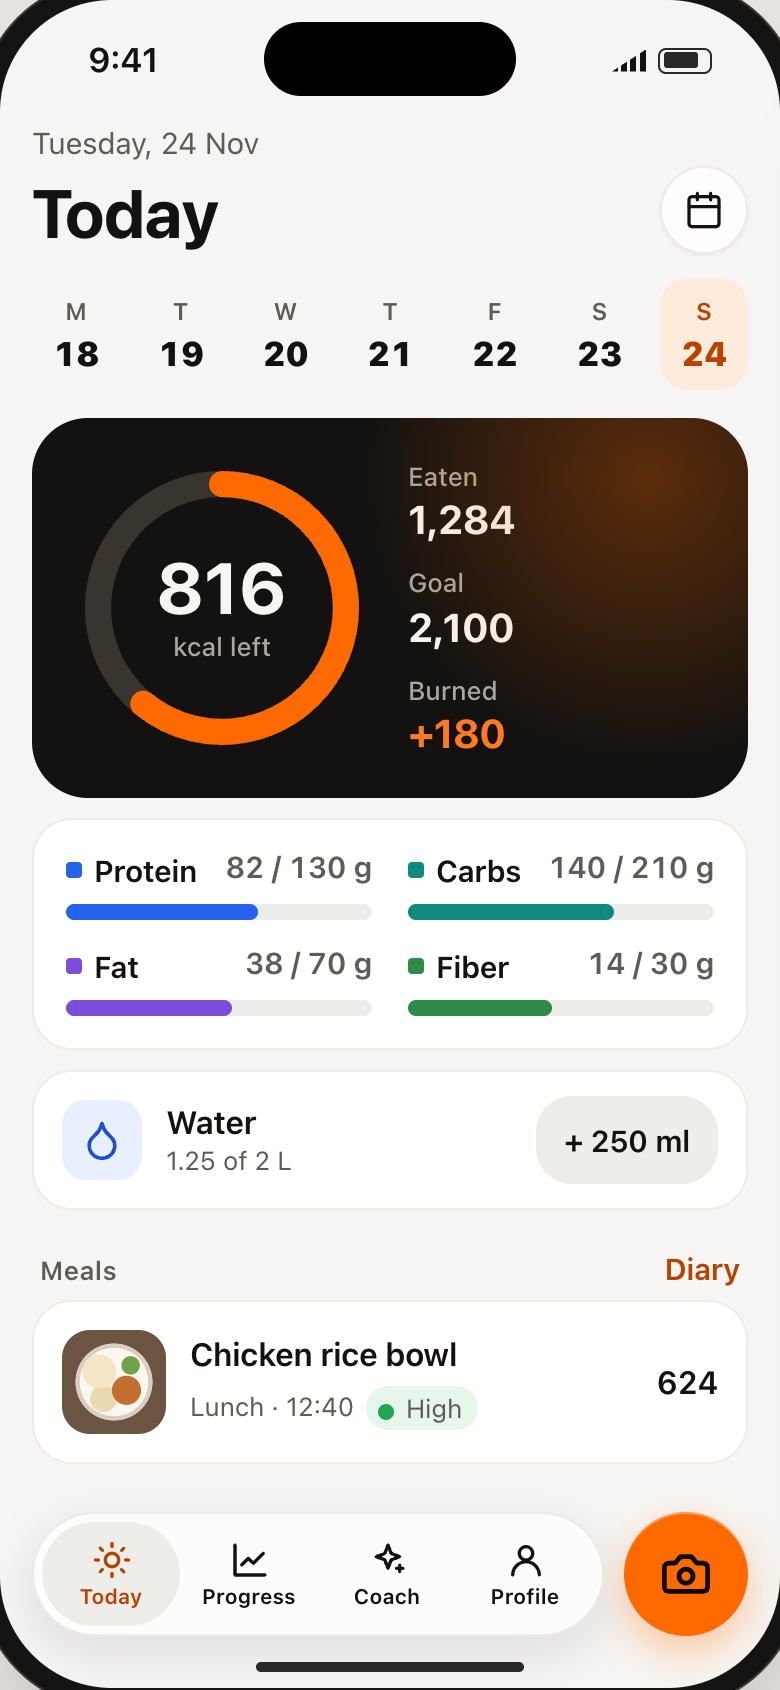 9:41
Tuesday, 24 Nov
Today
M T W T F S S
18 19 20 21 22 23 24
816
kcal left
Eaten
1,284
Goal
2,100
Burned
+180
Protein 82 / 130 g
Carbs 140 / 210 g
Fat 38 / 70 g
Fiber 14 / 30 g
Water
1.25 of 2 L
+ 250 ml
Meals Diary
Chicken rice bowl
Lunch · 12:40 High
624
Today Progress Coach Profile